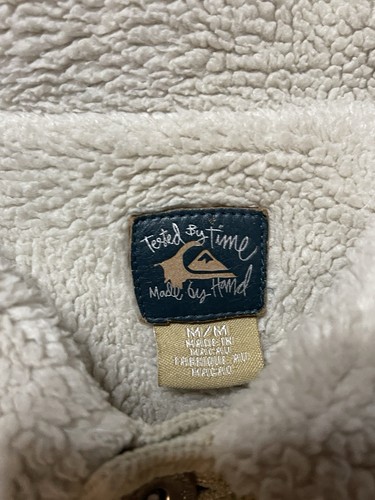 Tested By Time
Made by Hand
M/M
MADE IN
MACAU
FABRIQUE AU
MACAO